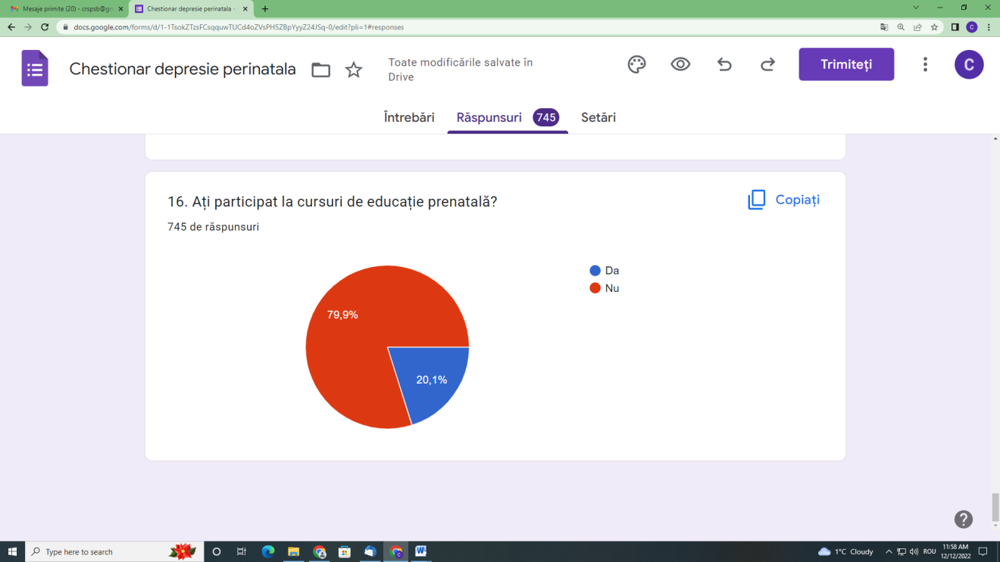 Mesaje primite (20) - crspsb@gm
Chestionar depresie perinatala -
docs.google.com/forms/d/1-1TsokZTzsFCsqquwTUCd4oZVsPH5ZBpYyyZ24JSq-0/edit?pli=1#responses
C
Chestionar depresie perinatala
Toate modificările salvate în
Drive
Trimiteți
C
Întrebări
Răspunsuri 745
Setări
16. Ați participat la cursuri de educație prenatală?
Copiați
745 de răspunsuri
Da
Nu
79,9%
20,1%
Type here to search
1°C Cloudy
ROU
11:58 AM
12/12/2022